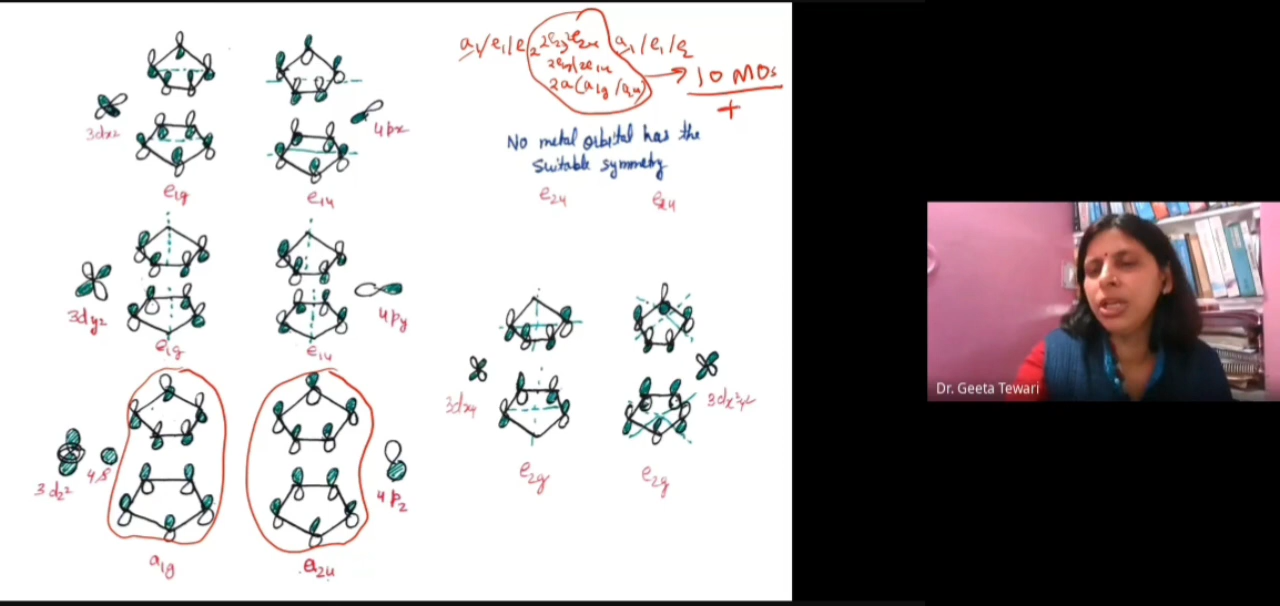 a₁/e₁/e₂ 2e₂g 2e₂u a₁/e₁/e₂
2e₁g/2e₁u
2a(a₁g/a₂u) → 10 MOs
+
No metal orbital has the
suitable symmetry
e₂u e₂u
3dxz
4px
e₁g
e₁u
3dyz
4py
e₁g
e₁u
3dxy
3dx²-y²
e₂g
e₂g
3dz²
4s
4pz
a₁g
a₂u
Dr. Geeta Tewari